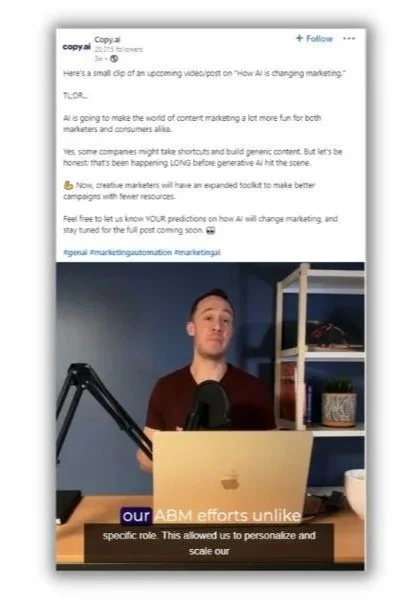 copy.ai
Copy.ai
20,015 followers
3w •
+ Follow ...
Here's a small clip of an upcoming video/post on "How AI is changing marketing."
TL;DR...
AI is going to make the world of content marketing a lot more fun for both
marketers and consumers alike.
Yes, some companies might take shortcuts and build generic content. But let's be
honest: that's been happening LONG before generative AI hit the scene.
💪 Now, creative marketers will have an expanded toolkit to make better
campaigns with fewer resources.
Feel free to let us know YOUR predictions on how AI will change marketing, and
stay tuned for the full post coming soon. 😎
#genai #marketingautomation #marketingai
our ABM efforts unlike
specific role. This allowed us to personalize and
scale our